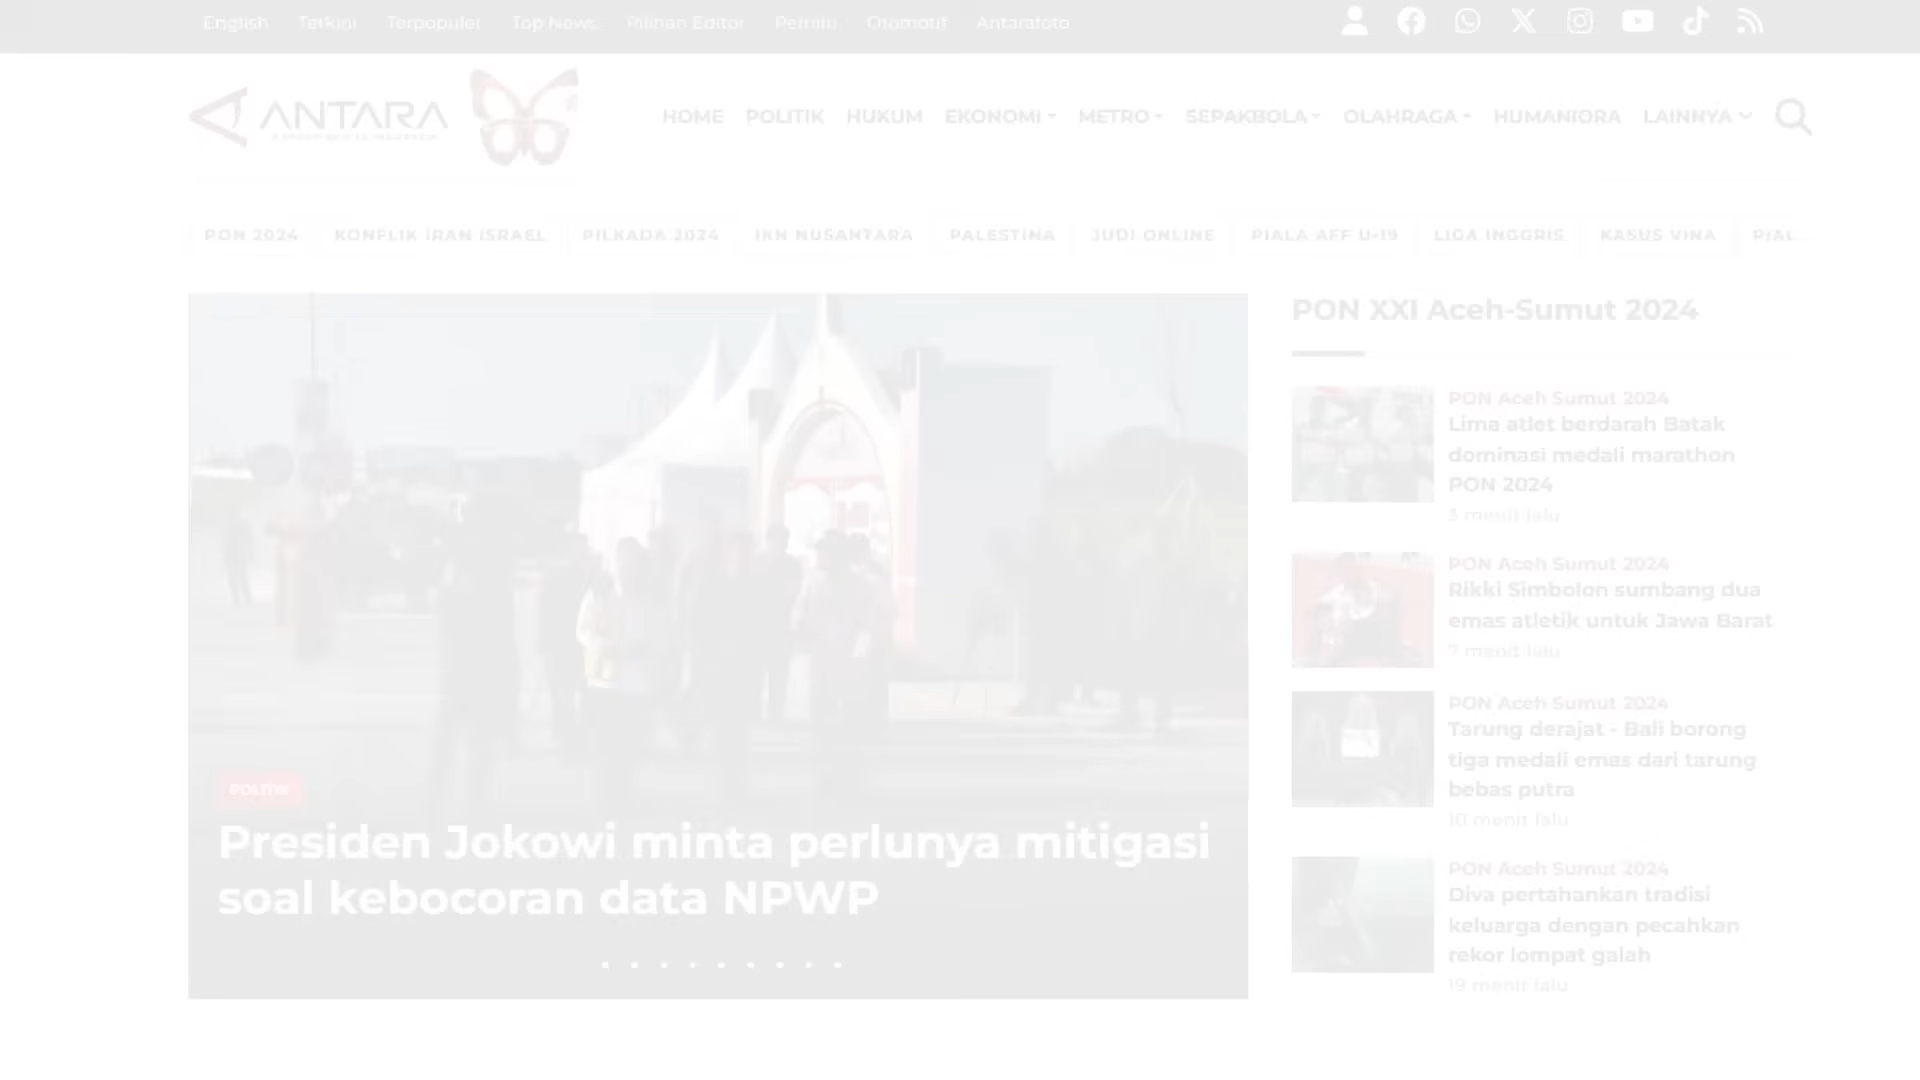 English Terkini Terpopuler Top News Pilihan Editor Pemilu Otomotif Antarafoto
ANTARA
HOME POLITIK HUKUM EKONOMI METRO SEPAKBOLA OLAHRAGA HUMANIORA LAINNYA
PON 2024 KONFLIK IRAN ISRAEL PILKADA 2024 IKN NUSANTARA PALESTINA JUDI ONLINE PIALA AFF U-19 LIGA INGGRIS KASUS VINA PIAL...
POLITIK
Presiden Jokowi minta perlunya mitigasi
soal kebocoran data NPWP
PON XXI Aceh-Sumut 2024
PON Aceh Sumut 2024
Lima atlet berdarah Batak
dominasi medali marathon
PON 2024
3 menit lalu
PON Aceh Sumut 2024
Rikki Simbolon sumbang dua
emas atletik untuk Jawa Barat
7 menit lalu
PON Aceh Sumut 2024
Tarung derajat - Bali borong
tiga medali emas dari tarung
bebas putra
10 menit lalu
PON Aceh Sumut 2024
Diva pertahankan tradisi
keluarga dengan pecahkan
rekor lompat galah
19 menit lalu